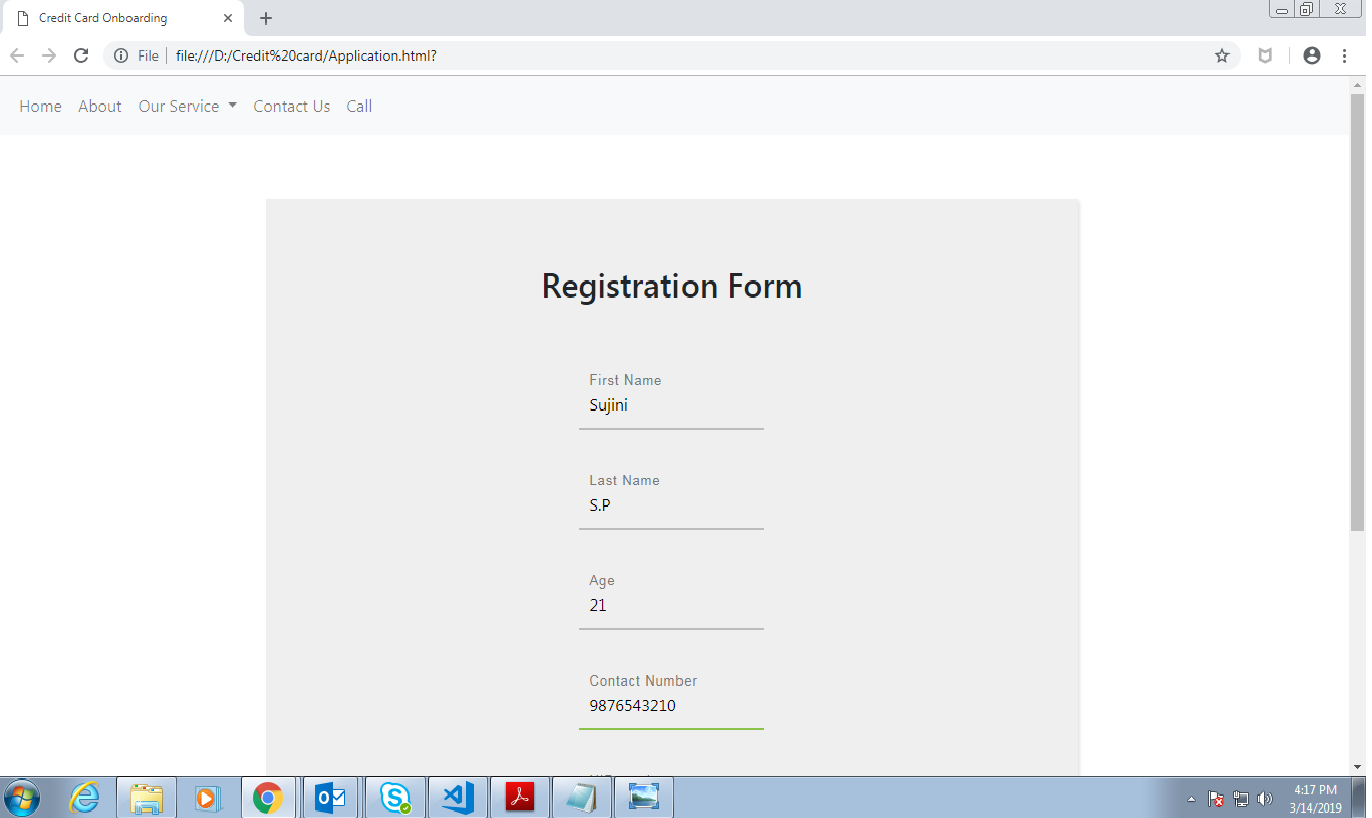 Credit Card Onboarding
File file:///D:/Credit%20card/Application.html?
Home About Our Service Contact Us Call
Registration Form
First Name
Sujini
Last Name
S.P
Age
21
Contact Number
9876543210
4:17 PM
3/14/2019